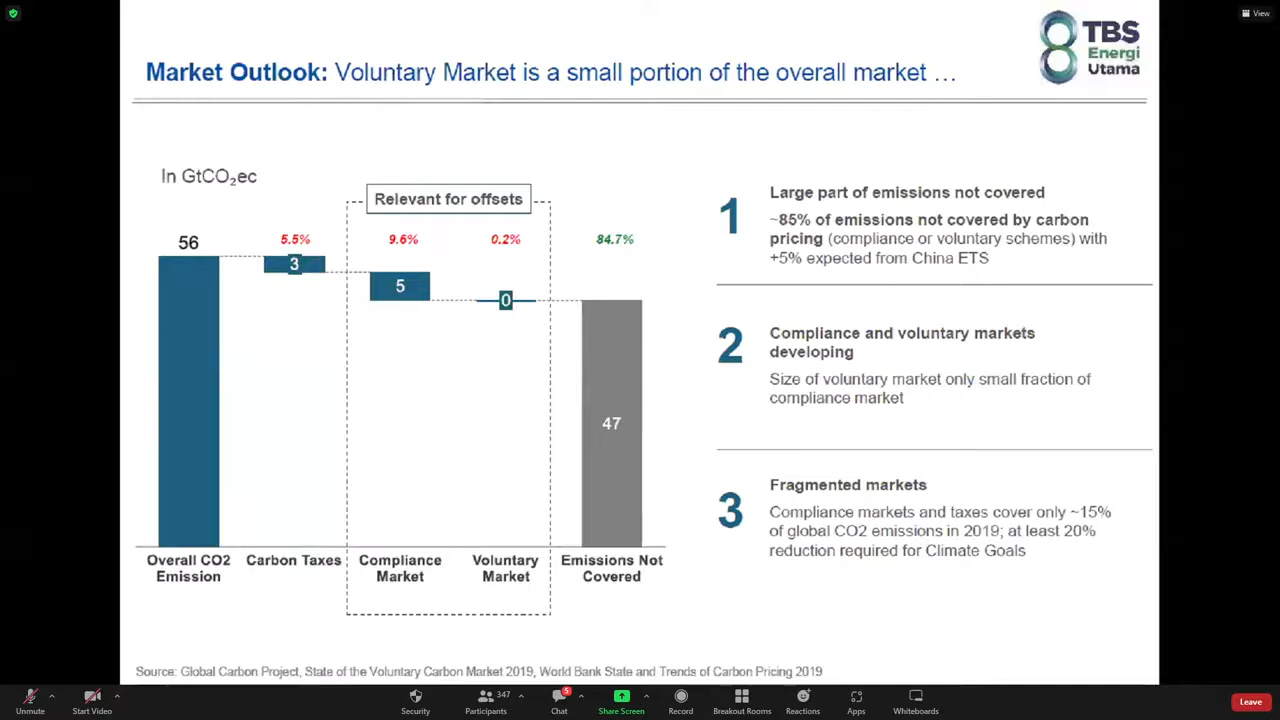 View
TBS
Energi
Utama
Market Outlook: Voluntary Market is a small portion of the overall market …
In GtCO₂ec
Relevant for offsets
56
5.5%
9.6%
0.2%
84.7%
3
5
0
47
Overall CO2
Emission
Carbon Taxes
Compliance
Market
Voluntary
Market
Emissions Not
Covered
1
Large part of emissions not covered
~85% of emissions not covered by carbon
pricing (compliance or voluntary schemes) with
+5% expected from China ETS
2
Compliance and voluntary markets
developing
Size of voluntary market only small fraction of
compliance market
3
Fragmented markets
Compliance markets and taxes cover only ~15%
of global CO2 emissions in 2019; at least 20%
reduction required for Climate Goals
Source: Global Carbon Project, State of the Voluntary Carbon Market 2019, World Bank State and Trends of Carbon Pricing 2019
Unmute
Start Video
Security
Participants
347
Chat
5
Share Screen
Record
Breakout Rooms
Reactions
Apps
Whiteboards
Leave